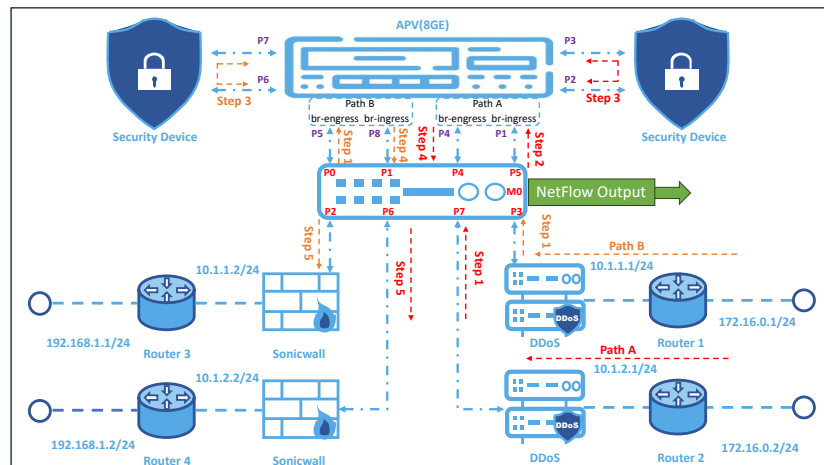 APV(8GE)
P7
P3
P6
P2
Step 3
Step 3
Security Device
Security Device
Path B
Path A
br-engress br-ingress
br-engress br-ingress
P5
P8
P4
P1
Step 1
Step 4
Step 4
Step 2
P0
P1
P4
P5
M0
NetFlow Output
P2
P6
P7
P3
Step 5
Step 5
Step 1
Step 1
Path B
10.1.1.2/24
10.1.1.1/24
DDoS
192.168.1.1/24
Router 3
Sonicwall
DDoS
Router 1
172.16.0.1/24
Path A
10.1.2.2/24
10.1.2.1/24
DDoS
192.168.1.2/24
Router 4
Sonicwall
DDoS
Router 2
172.16.0.2/24